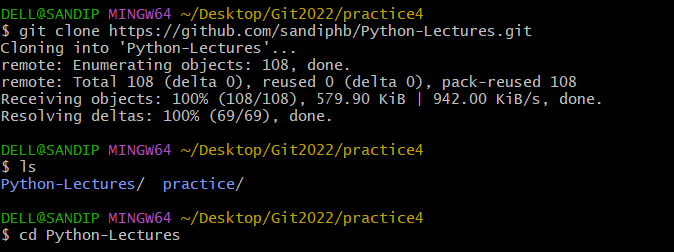 DELL@SANDIP MINGW64 ~/Desktop/Git2022/practice4
$ git clone https://github.com/sandiphb/Python-Lectures.git
Cloning into 'Python-Lectures'...
remote: Enumerating objects: 108, done.
remote: Total 108 (delta 0), reused 0 (delta 0), pack-reused 108
Receiving objects: 100% (108/108), 579.90 KiB | 942.00 KiB/s, done.
Resolving deltas: 100% (69/69), done.
DELL@SANDIP MINGW64 ~/Desktop/Git2022/practice4
$ ls
Python-Lectures/  practice/
DELL@SANDIP MINGW64 ~/Desktop/Git2022/practice4
$ cd Python-Lectures